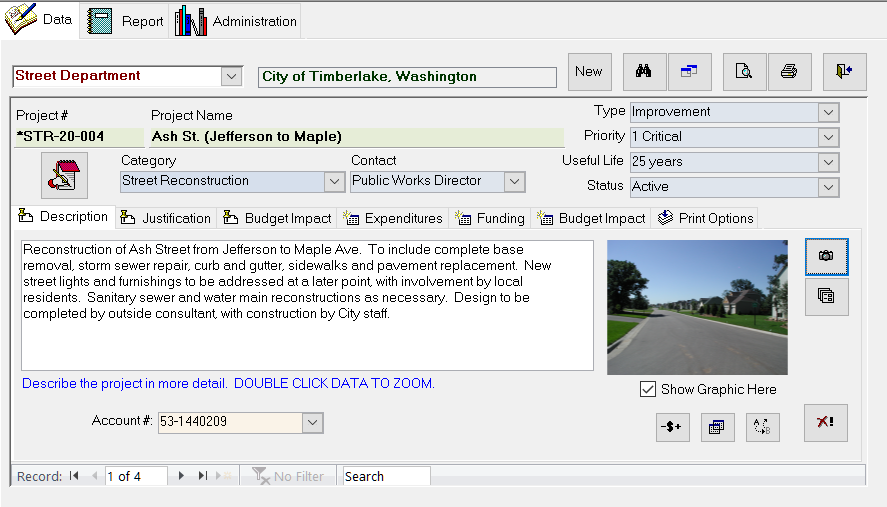 Data Report Administration
Street Department City of Timberlake, Washington New
Project # Project Name Type Improvement
*STR-20-004 Ash St. (Jefferson to Maple) Priority 1 Critical
Category Contact Useful Life 25 years
Street Reconstruction Public Works Director Status Active
Description Justification Budget Impact Expenditures Funding Budget Impact Print Options
Reconstruction of Ash Street from Jefferson to Maple Ave. To include complete base
removal, storm sewer repair, curb and gutter, sidewalks and pavement replacement. New
street lights and furnishings to be addressed at a later point, with involvement by local
residents. Sanitary sewer and water main reconstructions as necessary. Design to be
completed by outside consultant, with construction by City staff.
Describe the project in more detail. DOUBLE CLICK DATA TO ZOOM.
Show Graphic Here
Account #: 53-1440209
-$+
A B
X!
Record: 1 of 4 No Filter Search